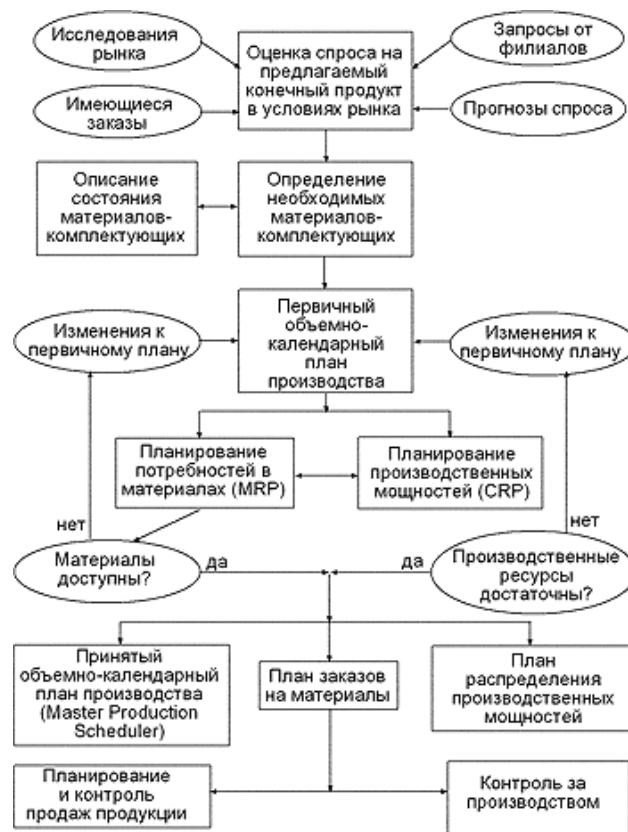 Исследования
рынка
Оценка спроса на
предлагаемый
конечный продукт
в условиях рынка
Запросы от
филиалов
Имеющиеся
заказы
Прогнозы спроса
Описание
состояния
материалов-
комплектующих
Определение
необходимых
материалов-
комплектующих
Изменения к
первичному плану
Первичный
объемно-
календарный
план
производства
Изменения к
первичному плану
Планирование
потребностей в
материалах (MRP)
Планирование
производственных
мощностей (CRP)
нет
нет
Материалы
доступны?
да
да
Производственные
ресурсы
достаточны?
Принятый
объемно-календарный
план производства
(Master Production
Scheduler)
План заказов
на материалы
План
распределения
производственных
мощностей
Планирование
и контроль
продаж продукции
Контроль за
производством